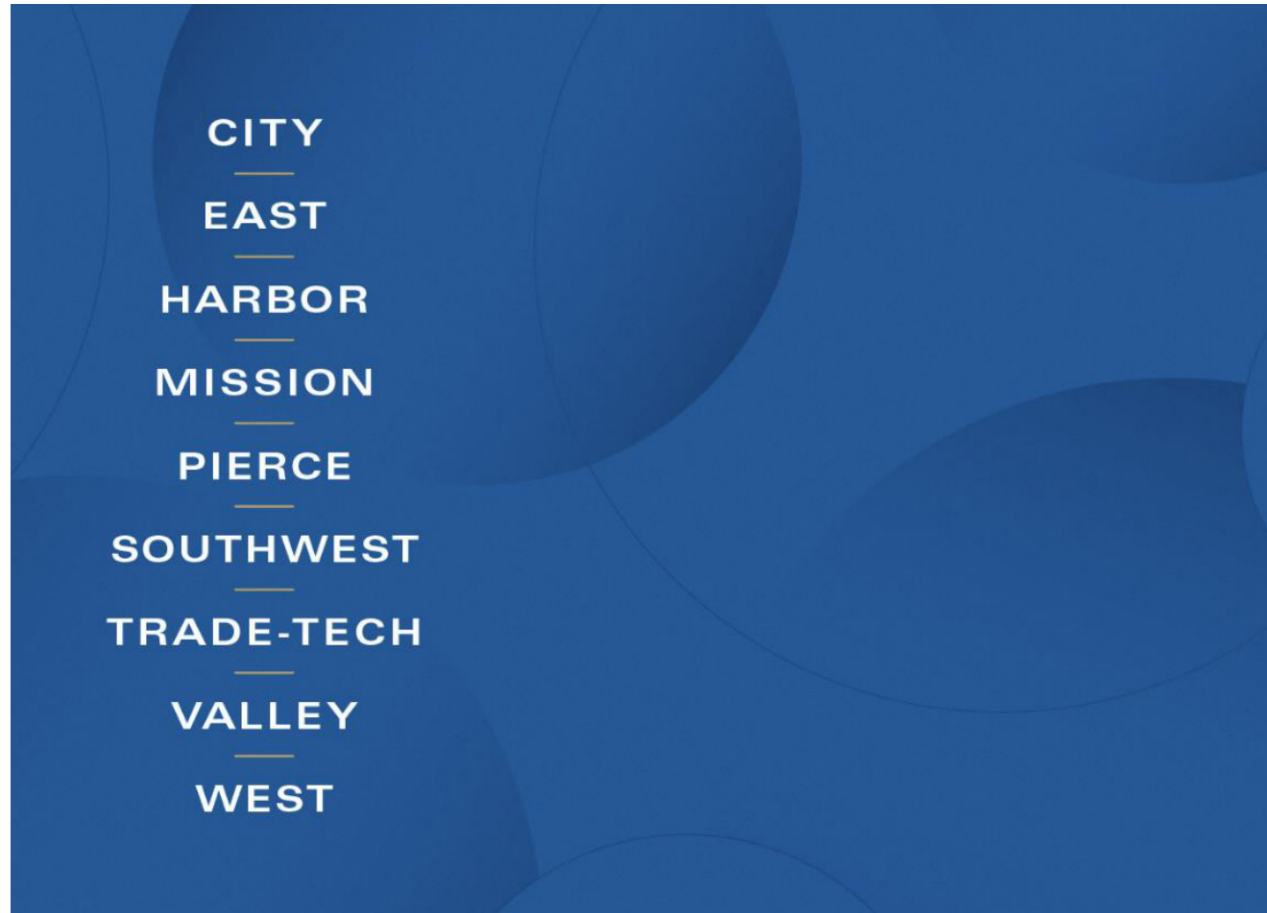 CITY
EAST
HARBOR
MISSION
PIERCE
SOUTHWEST
TRADE-TECH
VALLEY
WEST